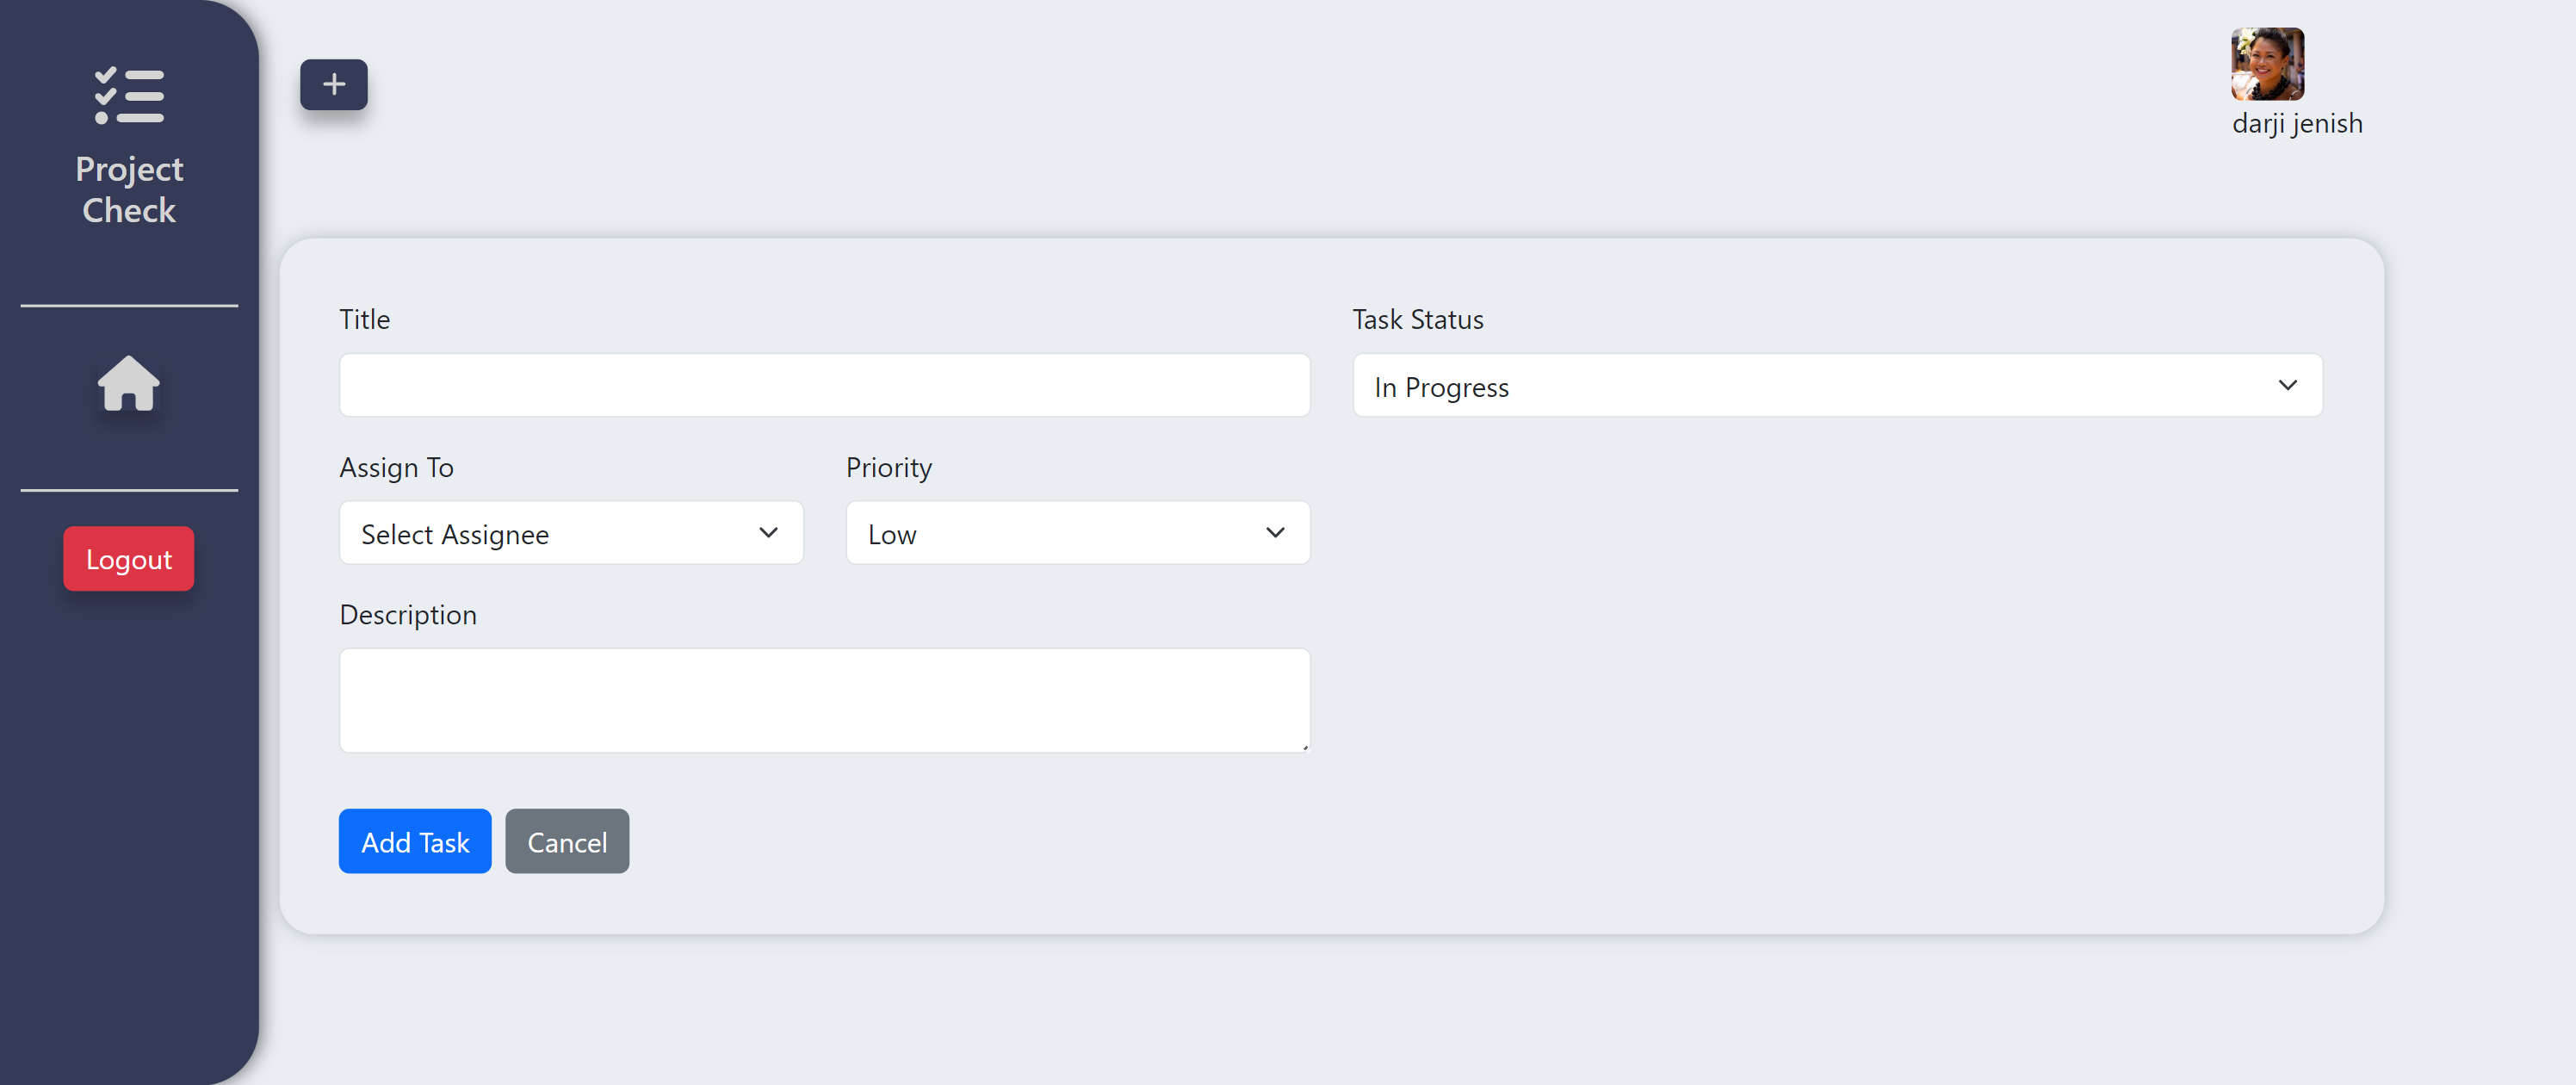 Project
Check
Logout
darji jenish
Title
Task Status
In Progress
Assign To
Priority
Select Assignee
Low
Description
Add Task
Cancel